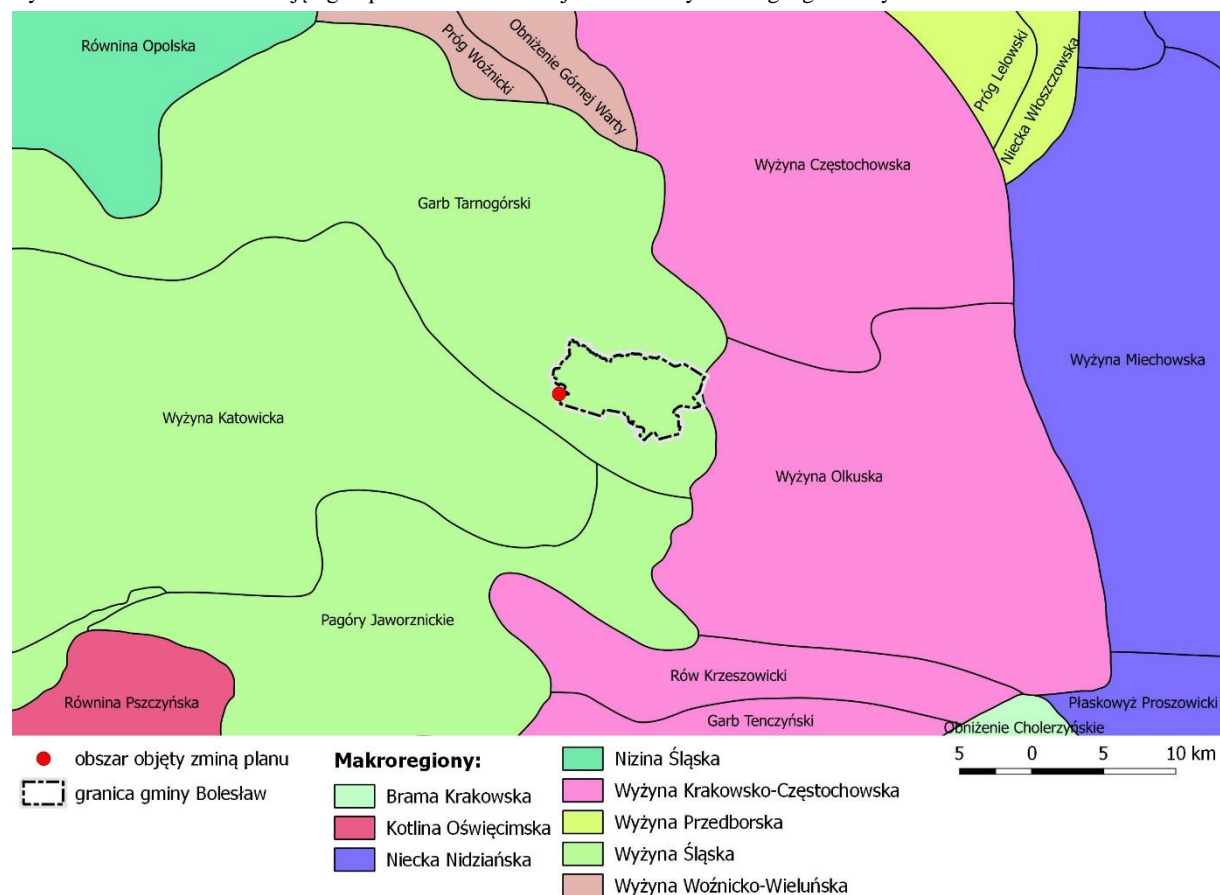 Równina Opolska
Próg Woźnicki
Obniżenie Górnej Warty
Próg Lelowski
Niecka Włoszczowska
Wyżyna Częstochowska
Garb Tarnogórski
Wyżyna Miechowska
Wyżyna Katowicka
Wyżyna Olkuska
Pagóry Jaworznickie
Rów Krzeszowicki
Równina Pszczyńska
Płaskowyż Proszowicki
Garb Tenczyński
Obniżenie Cholerzyńskie
obszar objęty zminą planu
granica gminy Bolesław
Makroregiony:
Brama Krakowska
Kotlina Oświęcimska
Niecka Nidziańska
Nizina Śląska
Wyżyna Krakowsko-Częstochowska
Wyżyna Przedborska
Wyżyna Śląska
Wyżyna Woźnicko-Wieluńska
5 0 5 10 km